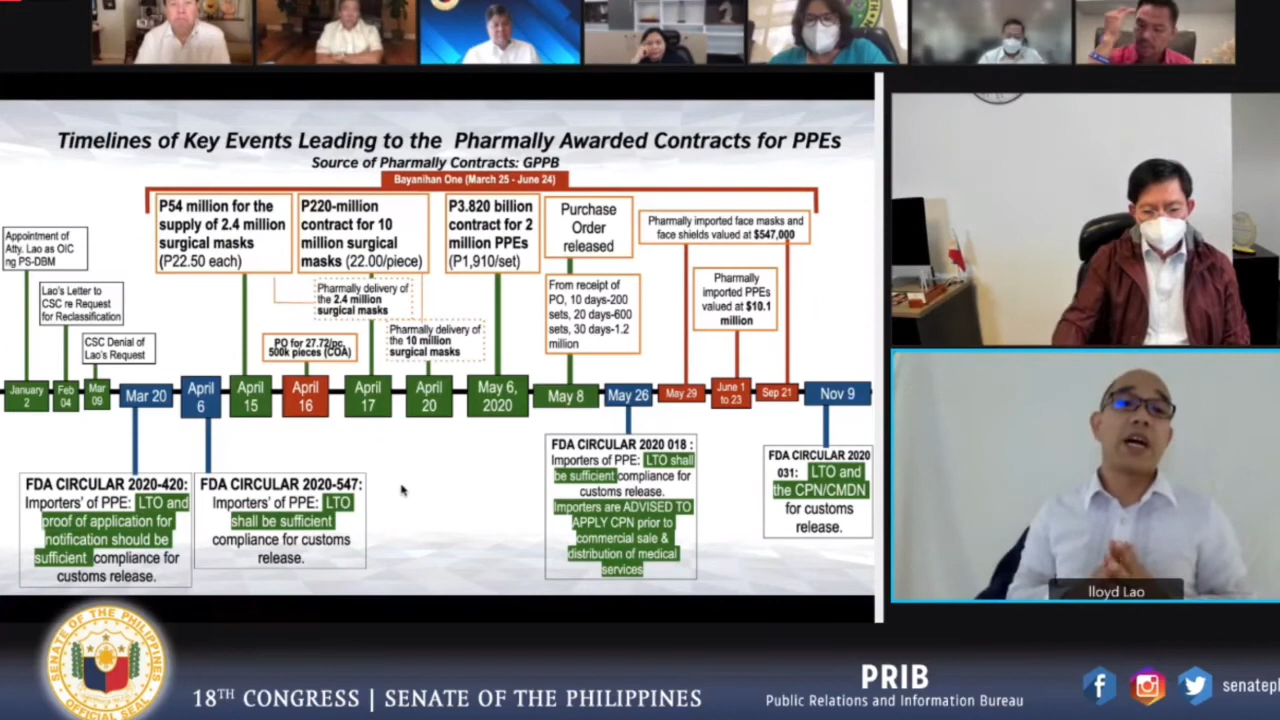 Timelines of Key Events Leading to the Pharmally Awarded Contracts for PPEs
Source of Pharmally Contracts: GPPB
Bayanihan One (March 25 - June 24)
Appointment of
Atty. Lao as OIC
ng PS-DBM
Lao's Letter to
CSC re Request
for Reclassification
CSC Denial of
Lao's Request
P54 million for the
supply of 2.4 million
surgical masks
(P22.50 each)
P220-million
contract for 10
million surgical
masks (22.00/piece)
Pharmally delivery of
the 2.4 million
surgical masks
PO for 27.72/pc,
500k pieces (COA)
Pharmally delivery of
the 10 million
surgical masks
P3.820 billion
contract for 2
million PPEs
(P1,910/set)
Purchase
Order
released
From receipt of
PO, 10 days-200
sets, 20 days-600
sets, 30 days-1.2
million
Pharmally imported face masks and
face shields valued at $547,000
Pharmally
imported PPEs
valued at $10.1
million
January
2
Feb
04
Mar
09
Mar 20
April
6
April
15
April
16
April
17
April
20
May 6,
2020
May 8
May 26
May 29
June 1
to 23
Sep 21
Nov 9
FDA CIRCULAR 2020-420:
Importers' of PPE: LTO and
proof of application for
notification should be
sufficient compliance for
customs release.
FDA CIRCULAR 2020-547:
Importers' of PPE: LTO
shall be sufficient
compliance for customs
release.
FDA CIRCULAR 2020 018 :
Importers of PPE: LTO shall
be sufficient compliance for
customs release.
Importers are ADVISED TO
APPLY CPN prior to
commercial sale &
distribution of medical
services
FDA CIRCULAR 2020
031: LTO and
the CPN/CMDN
for customs
release.
lloyd Lao
SENATE OF THE PHILIPPINES
OFFICIAL SEAL
18TH CONGRESS | SENATE OF THE PHILIPPINES
PRIB
Public Relations and Information Bureau
senateph